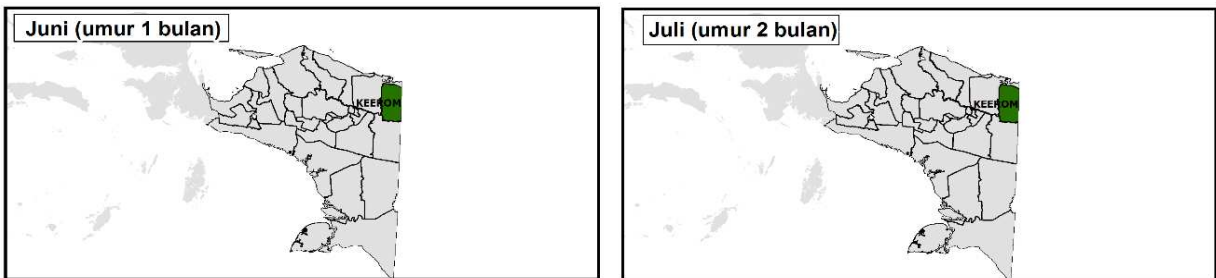 Juni (umur 1 bulan)
KEEROM
Juli (umur 2 bulan)
KEEROM